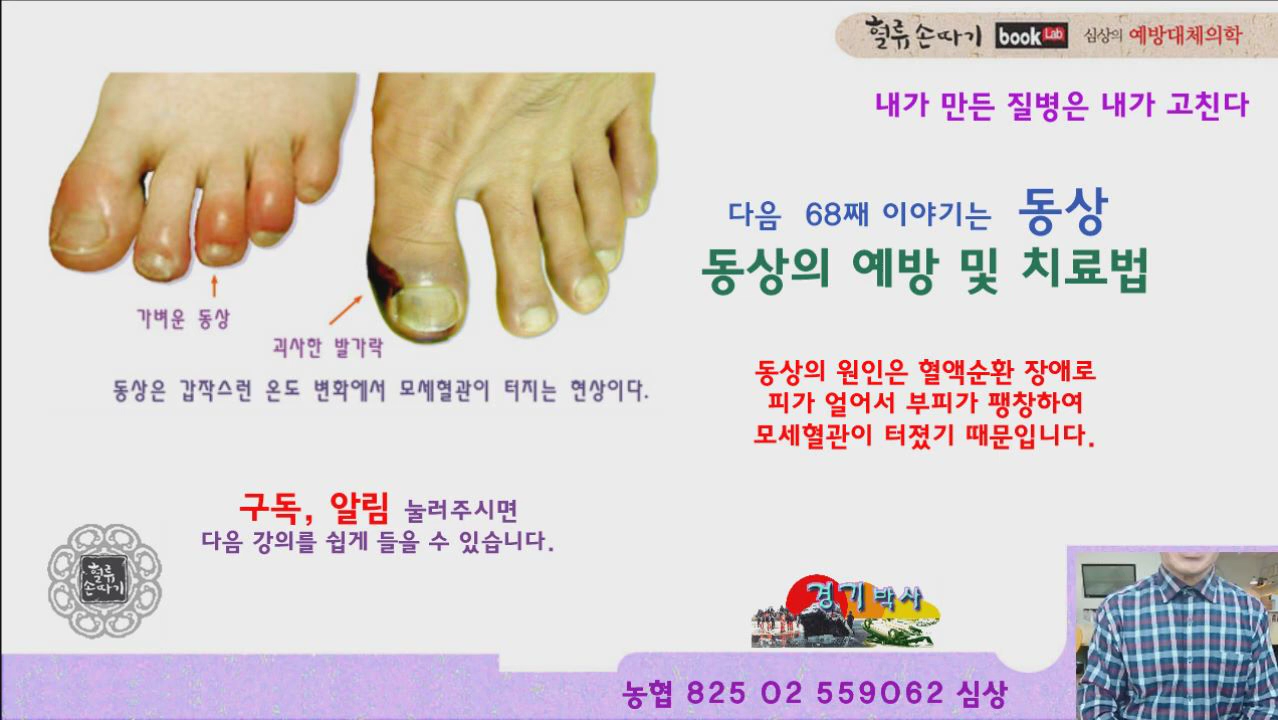 혈류 손따기 book Lab 심상의 예방대체의학
내가 만든 질병은 내가 고친다
다음 68째 이야기는 동상
동상의 예방 및 치료법
가벼운 동상
괴사한 발가락
동상은 갑작스런 온도 변화에서 모세혈관이 터지는 현상이다.
동상의 원인은 혈액순환 장애로
피가 얼어서 부피가 팽창하여
모세혈관이 터졌기 때문입니다.
구독, 알림 눌러주시면
다음 강의를 쉽게 들을 수 있습니다.
혈류
손따기
경기박사
농협 825 02 559062 심상